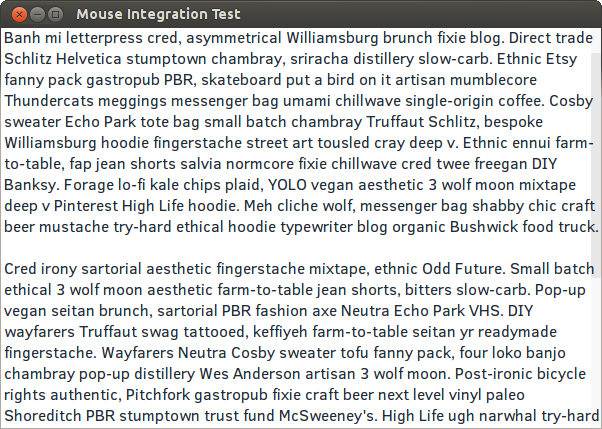 Mouse Integration Test
Banh mi letterpress cred, asymmetrical Williamsburg brunch fixie blog. Direct trade
Schlitz Helvetica stumptown chambray, sriracha distillery slow-carb. Ethnic Etsy
fanny pack gastropub PBR, skateboard put a bird on it artisan mumblecore
Thundercats meggings messenger bag umami chillwave single-origin coffee. Cosby
sweater Echo Park tote bag small batch chambray Truffaut Schlitz, bespoke
Williamsburg hoodie fingerstache street art tousled cray deep v. Ethnic ennui farm-
to-table, fap jean shorts salvia normcore fixie chillwave cred twee freegan DIY
Banksy. Forage lo-fi kale chips plaid, YOLO vegan aesthetic 3 wolf moon mixtape
deep v Pinterest High Life hoodie. Meh cliche wolf, messenger bag shabby chic craft
beer mustache try-hard ethical hoodie typewriter blog organic Bushwick food truck.
Cred irony sartorial aesthetic fingerstache mixtape, ethnic Odd Future. Small batch
ethical 3 wolf moon aesthetic farm-to-table jean shorts, bitters slow-carb. Pop-up
vegan seitan brunch, sartorial PBR fashion axe Neutra Echo Park VHS. DIY
wayfarers Truffaut swag tattooed, keffiyeh farm-to-table seitan yr readymade
fingerstache. Wayfarers Neutra Cosby sweater tofu fanny pack, four loko banjo
chambray pop-up distillery Wes Anderson artisan 3 wolf moon. Post-ironic bicycle
rights authentic, Pitchfork gastropub fixie craft beer next level vinyl paleo
Shoreditch PBR stumptown trust fund McSweeney's. High Life ugh narwhal try-hard